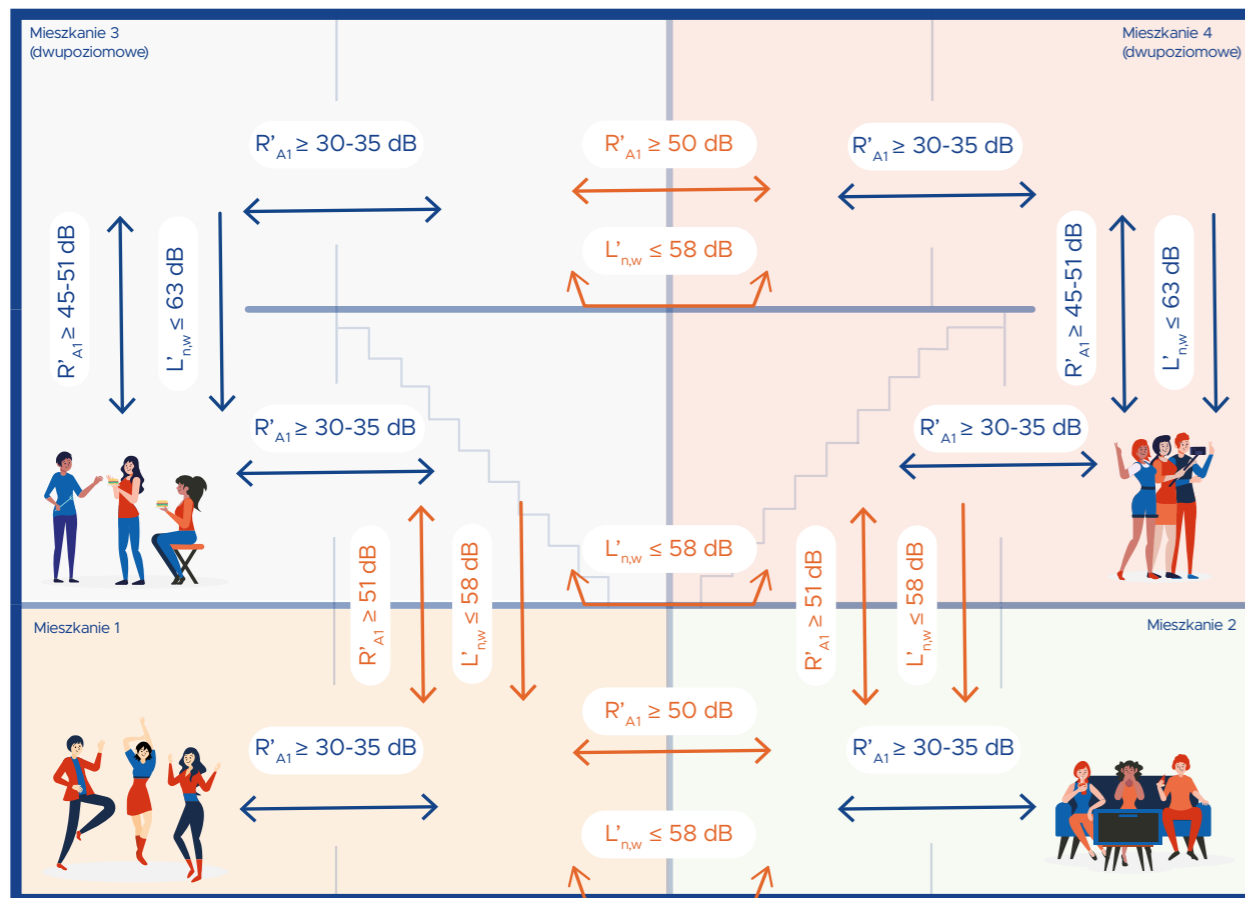 Mieszkanie 3
(dwupoziomowe)
Mieszkanie 4
(dwupoziomowe)
R'A1 ≥ 30-35 dB
R'A1 ≥ 50 dB
R'A1 ≥ 30-35 dB
R'A1 ≥ 45-51 dB
L'n,w ≤ 63 dB
L'n,w ≤ 58 dB
R'A1 ≥ 45-51 dB
L'n,w ≤ 63 dB
R'A1 ≥ 30-35 dB
R'A1 ≥ 30-35 dB
R'A1 ≥ 51 dB
L'n,w ≤ 58 dB
L'n,w ≤ 58 dB
R'A1 ≥ 51 dB
L'n,w ≤ 58 dB
Mieszkanie 1
Mieszkanie 2
R'A1 ≥ 30-35 dB
R'A1 ≥ 50 dB
R'A1 ≥ 30-35 dB
L'n,w ≤ 58 dB